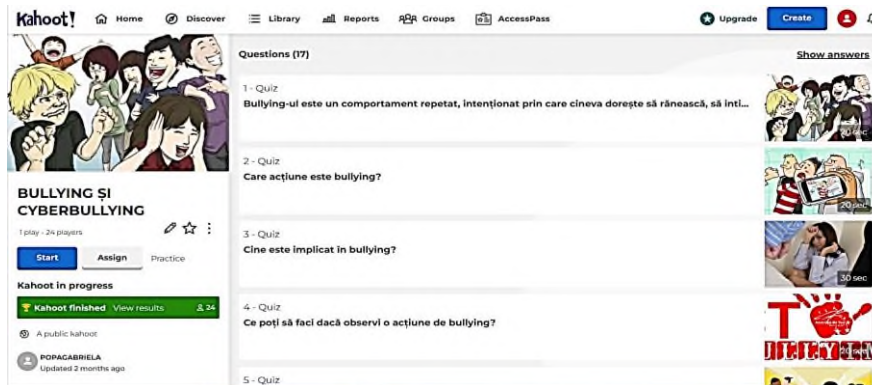 Kahoot! Home Discover Library Reports Groups AccessPass Upgrade Create
Questions (17) Show answers
1 - Quiz
Bullying-ul este un comportament repetat, intenționat prin care cineva dorește să rănească, să inti...
20 sec
2 - Quiz
Care acțiune este bullying?
20 sec
3 - Quiz
Cine este implicat în bullying?
30 sec
4 - Quiz
Ce poți să faci dacă observi o acțiune de bullying?
20 sec
5 - Quiz
BULLYING ȘI
CYBERBULLYING
1 play - 24 players
Start Assign Practice
Kahoot in progress
Kahoot finished View results 24
A public kahoot
POPAGABRIELA
Updated 2 months ago